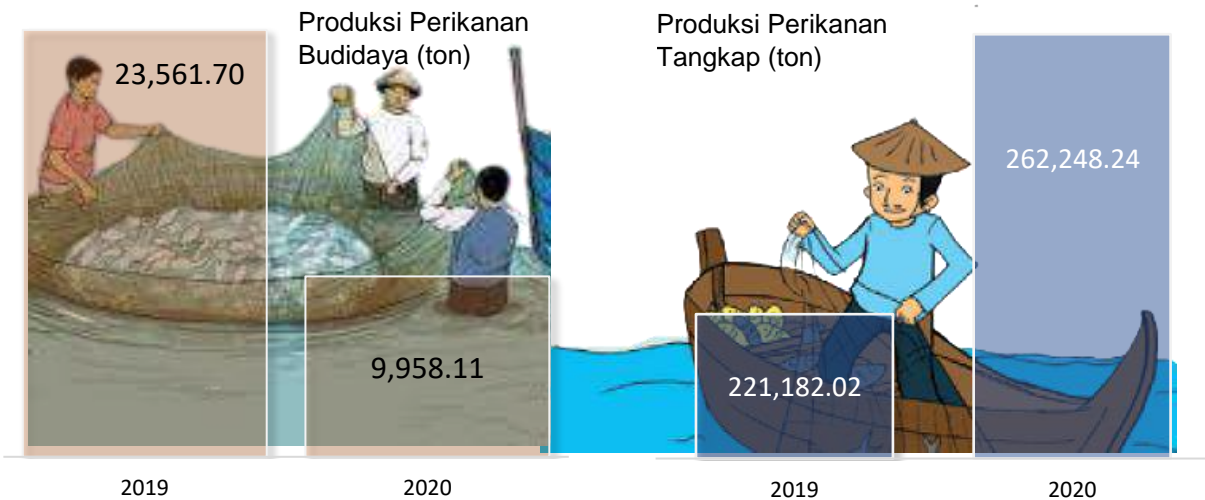 Produksi Perikanan
Budidaya (ton)
23,561.70
9,958.11
2019
2020
Produksi Perikanan
Tangkap (ton)
262,248.24
221,182.02
2019
2020